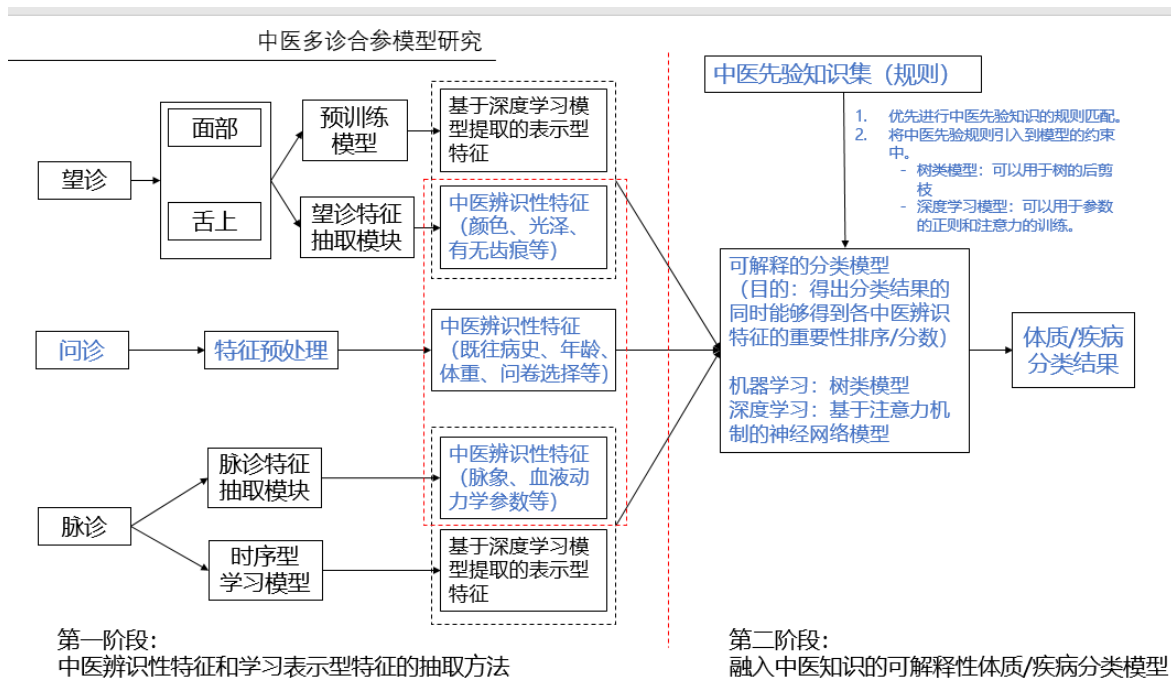 中医多诊合参模型研究
望诊
面部
舌上
预训练
模型
望诊特征
抽取模块
基于深度学习模
型提取的表示型
特征
中医辨识性特征
（颜色、光泽、
有无齿痕等）
问诊
特征预处理
中医辨识性特征
（既往病史、年龄、
体重、问卷选择等）
脉诊
脉诊特征
抽取模块
时序型
学习模型
中医辨识性特征
（脉象、血液动
力学参数等）
基于深度学习模
型提取的表示型
特征
第一阶段：
中医辨识性特征和学习表示型特征的抽取方法
中医先验知识集（规则）
1. 优先进行中医先验知识的规则匹配。
2. 将中医先验规则引入到模型的约束
中。
- 树类模型：可以用于树的后剪
枝
- 深度学习模型：可以用于参数
的正则和注意力的训练。
可解释的分类模型
（目的：得出分类结果的
同时能够得到各中医辨识
特征的重要性排序/分数）
机器学习：树类模型
深度学习：基于注意力机
制的神经网络模型
体质/疾病
分类结果
第二阶段：
融入中医知识的可解释性体质/疾病分类模型